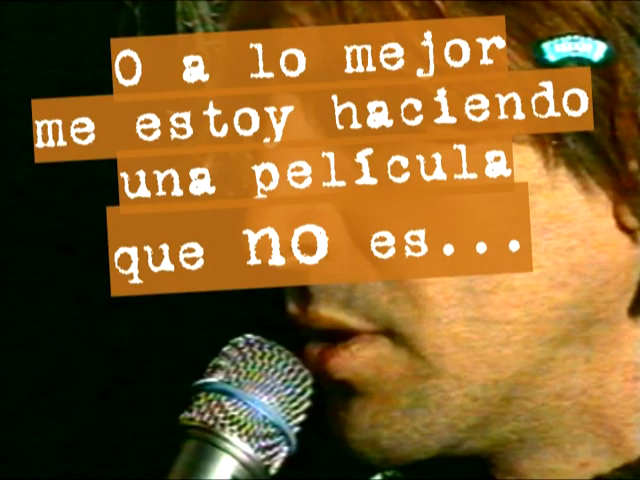 O a lo mejor
me estoy haciendo
una película
que no es...